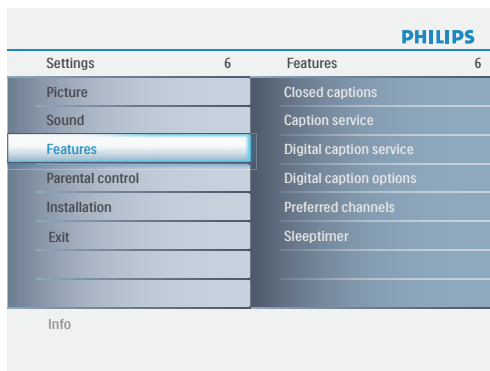 PHILIPS
Settings 6 Features 6
Picture Closed captions
Sound Caption service
Features Digital caption service
Parental control Digital caption options
Installation Preferred channels
Exit Sleeptimer
Info